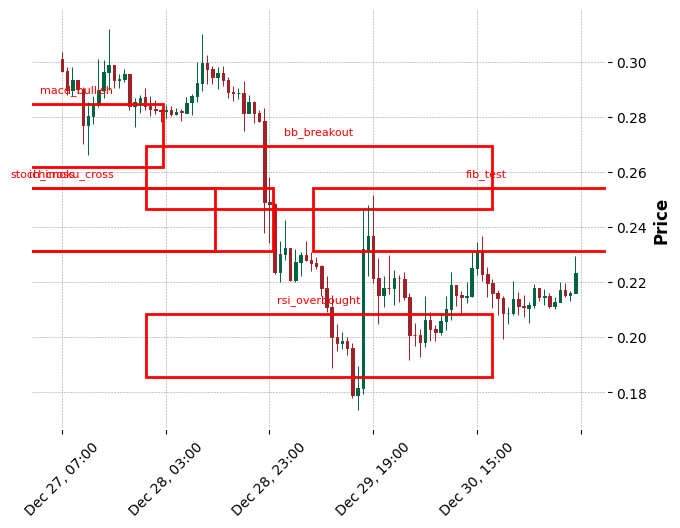 macd_bullish
bb_breakout
stoch_cross
ichimoku_cross
fib_test
rsi_overbought
0.30
0.28
0.26
0.24
0.22
0.20
0.18
Price
Dec 27, 07:00
Dec 28, 03:00
Dec 28, 23:00
Dec 29, 19:00
Dec 30, 15:00